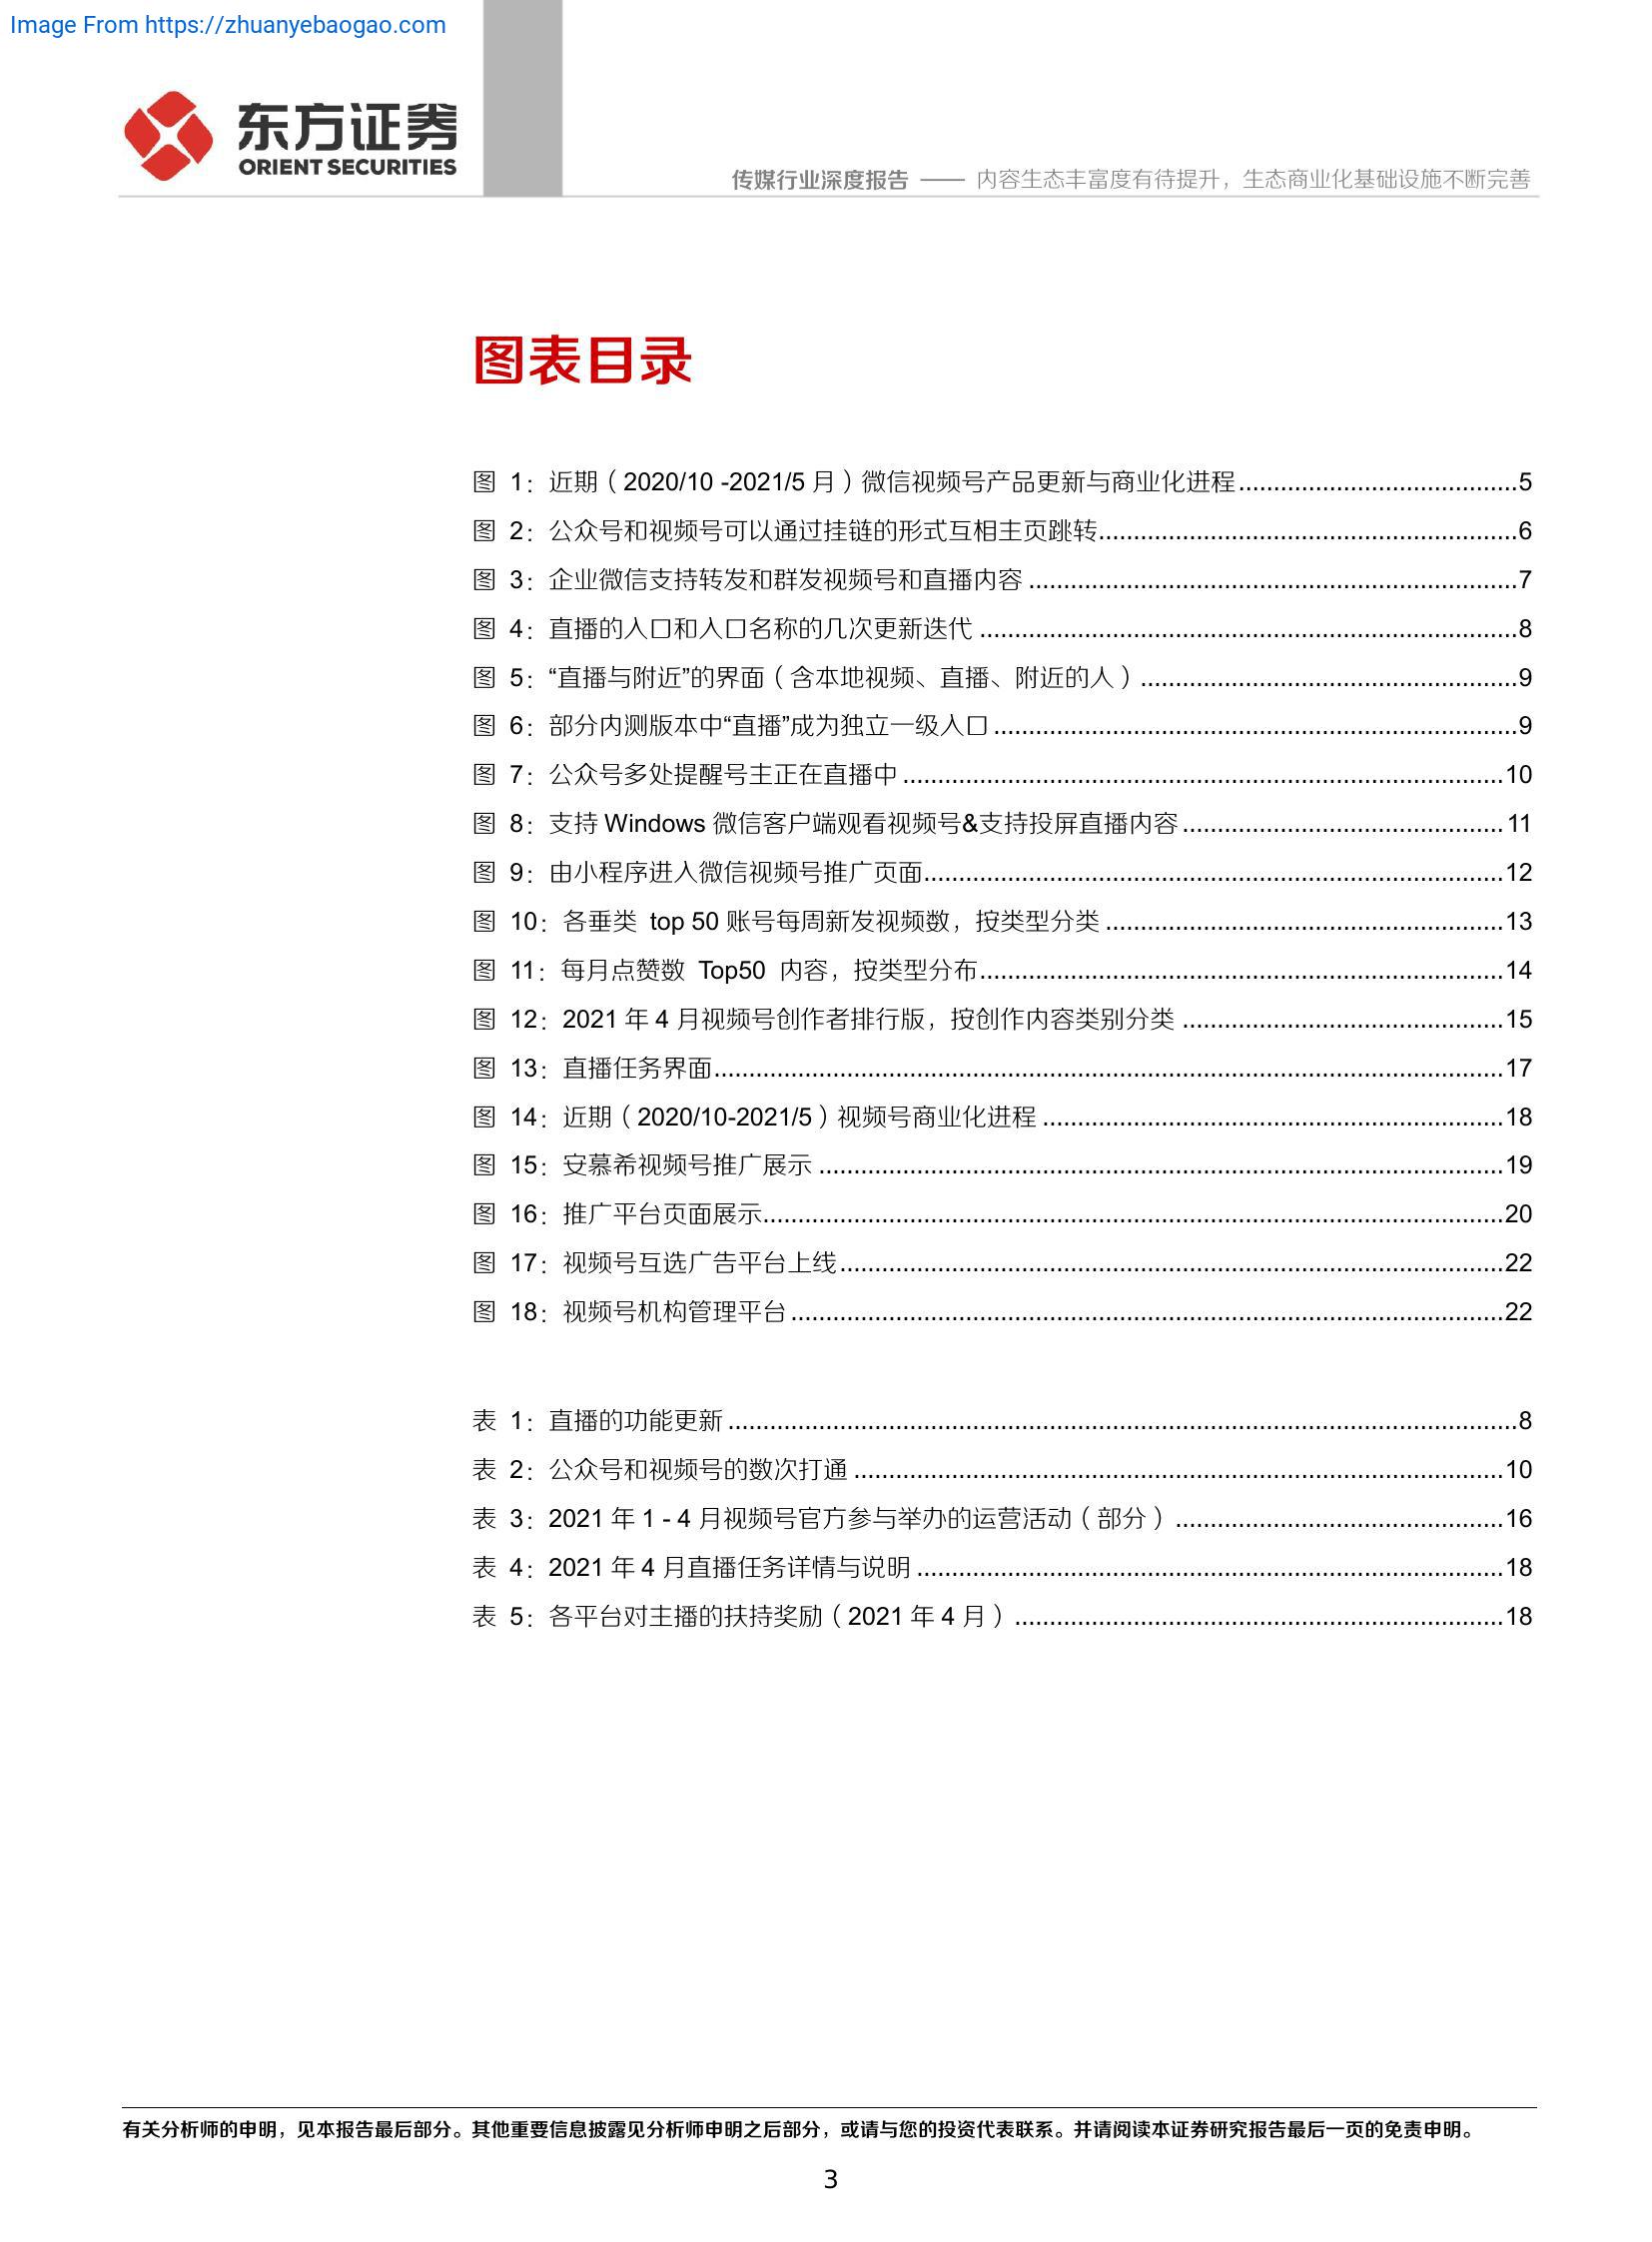 Image From https://zhuanyebaogao.com
东方证券
ORIENT SECURITIES
传媒行业深度报告 —— 内容生态丰富度有待提升，生态商业化基础设施不断完善
图表目录
图 1：近期（2020/10 -2021/5 月）微信视频号产品更新与商业化进程........................................5
图 2：公众号和视频号可以通过挂链的形式互相主页跳转............................................................6
图 3：企业微信支持转发和群发视频号和直播内容......................................................................7
图 4：直播的入口和入口名称的几次更新迭代.............................................................................8
图 5：“直播与附近”的界面（含本地视频、直播、附近的人）......................................................9
图 6：部分内测版本中“直播”成为独立一级入口...........................................................................9
图 7：公众号多处提醒号主正在直播中......................................................................................10
图 8：支持 Windows 微信客户端观看视频号&支持投屏直播内容..............................................11
图 9：由小程序进入微信视频号推广页面...................................................................................12
图 10：各垂类 top 50 账号每周新发视频数，按类型分类.........................................................13
图 11：每月点赞数 Top50 内容，按类型分布...........................................................................14
图 12：2021 年 4 月视频号创作者排行版，按创作内容类别分类..............................................15
图 13：直播任务界面.................................................................................................................17
图 14：近期（2020/10-2021/5）视频号商业化进程..................................................................18
图 15：安慕希视频号推广展示..................................................................................................19
图 16：推广平台页面展示..........................................................................................................20
图 17：视频号互选广告平台上线...............................................................................................22
图 18：视频号机构管理平台......................................................................................................22
表 1：直播的功能更新.................................................................................................................8
表 2：公众号和视频号的数次打通.............................................................................................10
表 3：2021 年 1 - 4 月视频号官方参与举办的运营活动（部分）...............................................16
表 4：2021 年 4 月直播任务详情与说明....................................................................................18
表 5：各平台对主播的扶持奖励（2021 年 4 月）......................................................................18
有关分析师的申明，见本报告最后部分。其他重要信息披露见分析师申明之后部分，或请与您的投资代表联系。并请阅读本证券研究报告最后一页的免责申明。
3